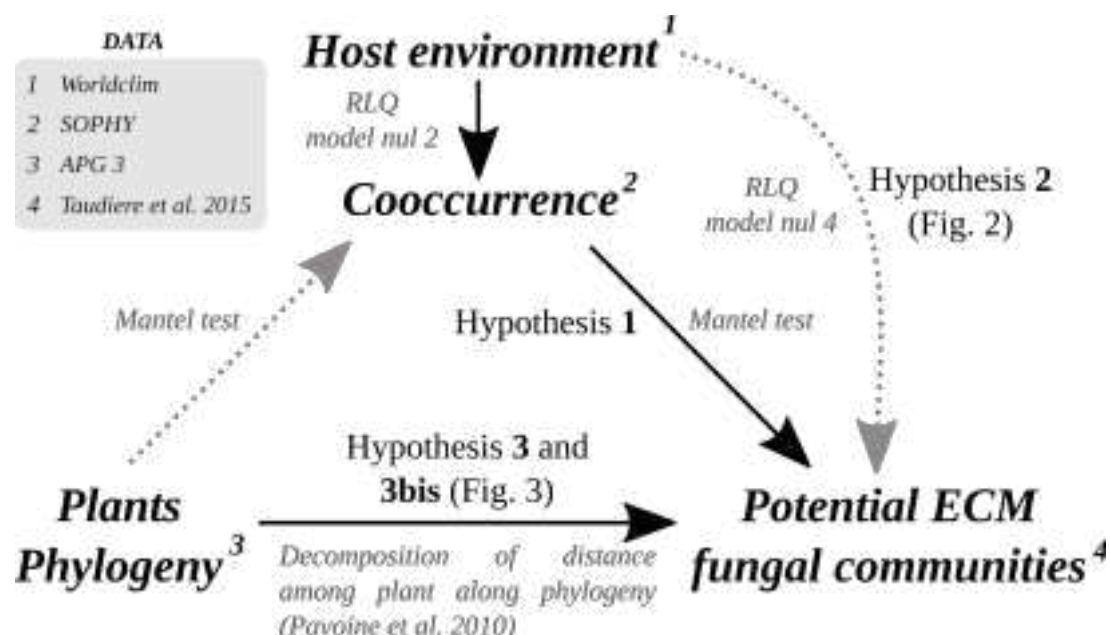 DATA
1 Worldclim
2 SOPHY
3 APG 3
4 Taudiere et al. 2015
Host environment 1
RLQ
model nul 2
Cooccurrence 2
RLQ
model nul 4
Hypothesis 2
(Fig. 2)
Mantel test
Hypothesis 1
Mantel test
Hypothesis 3 and
3bis (Fig. 3)
Plants
Phylogeny 3
Decomposition of distance
among plant along phylogeny
(Pavoine et al. 2010)
Potential ECM
fungal communities 4